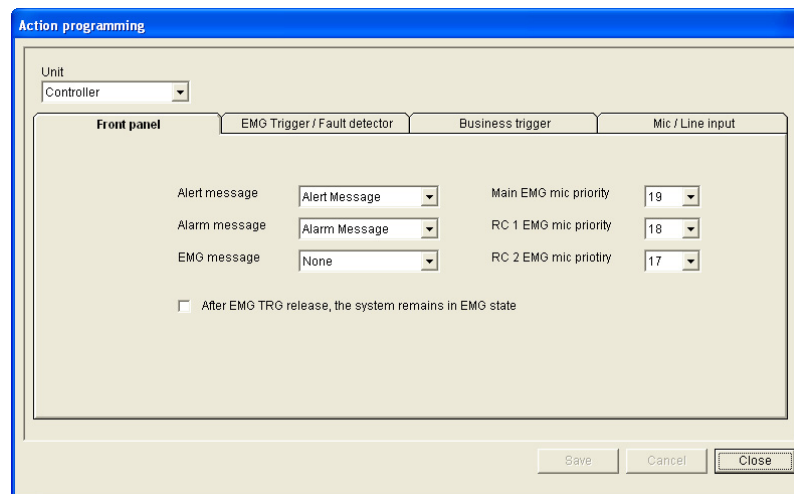 Action programming
Unit
Controller
Front panel
EMG Trigger / Fault detector
Business trigger
Mic / Line input
Alert message
Alert Message
Main EMG mic priority
19
Alarm message
Alarm Message
RC 1 EMG mic priority
18
EMG message
None
RC 2 EMG mic priotiry
17
After EMG TRG release, the system remains in EMG state
Save
Cancel
Close